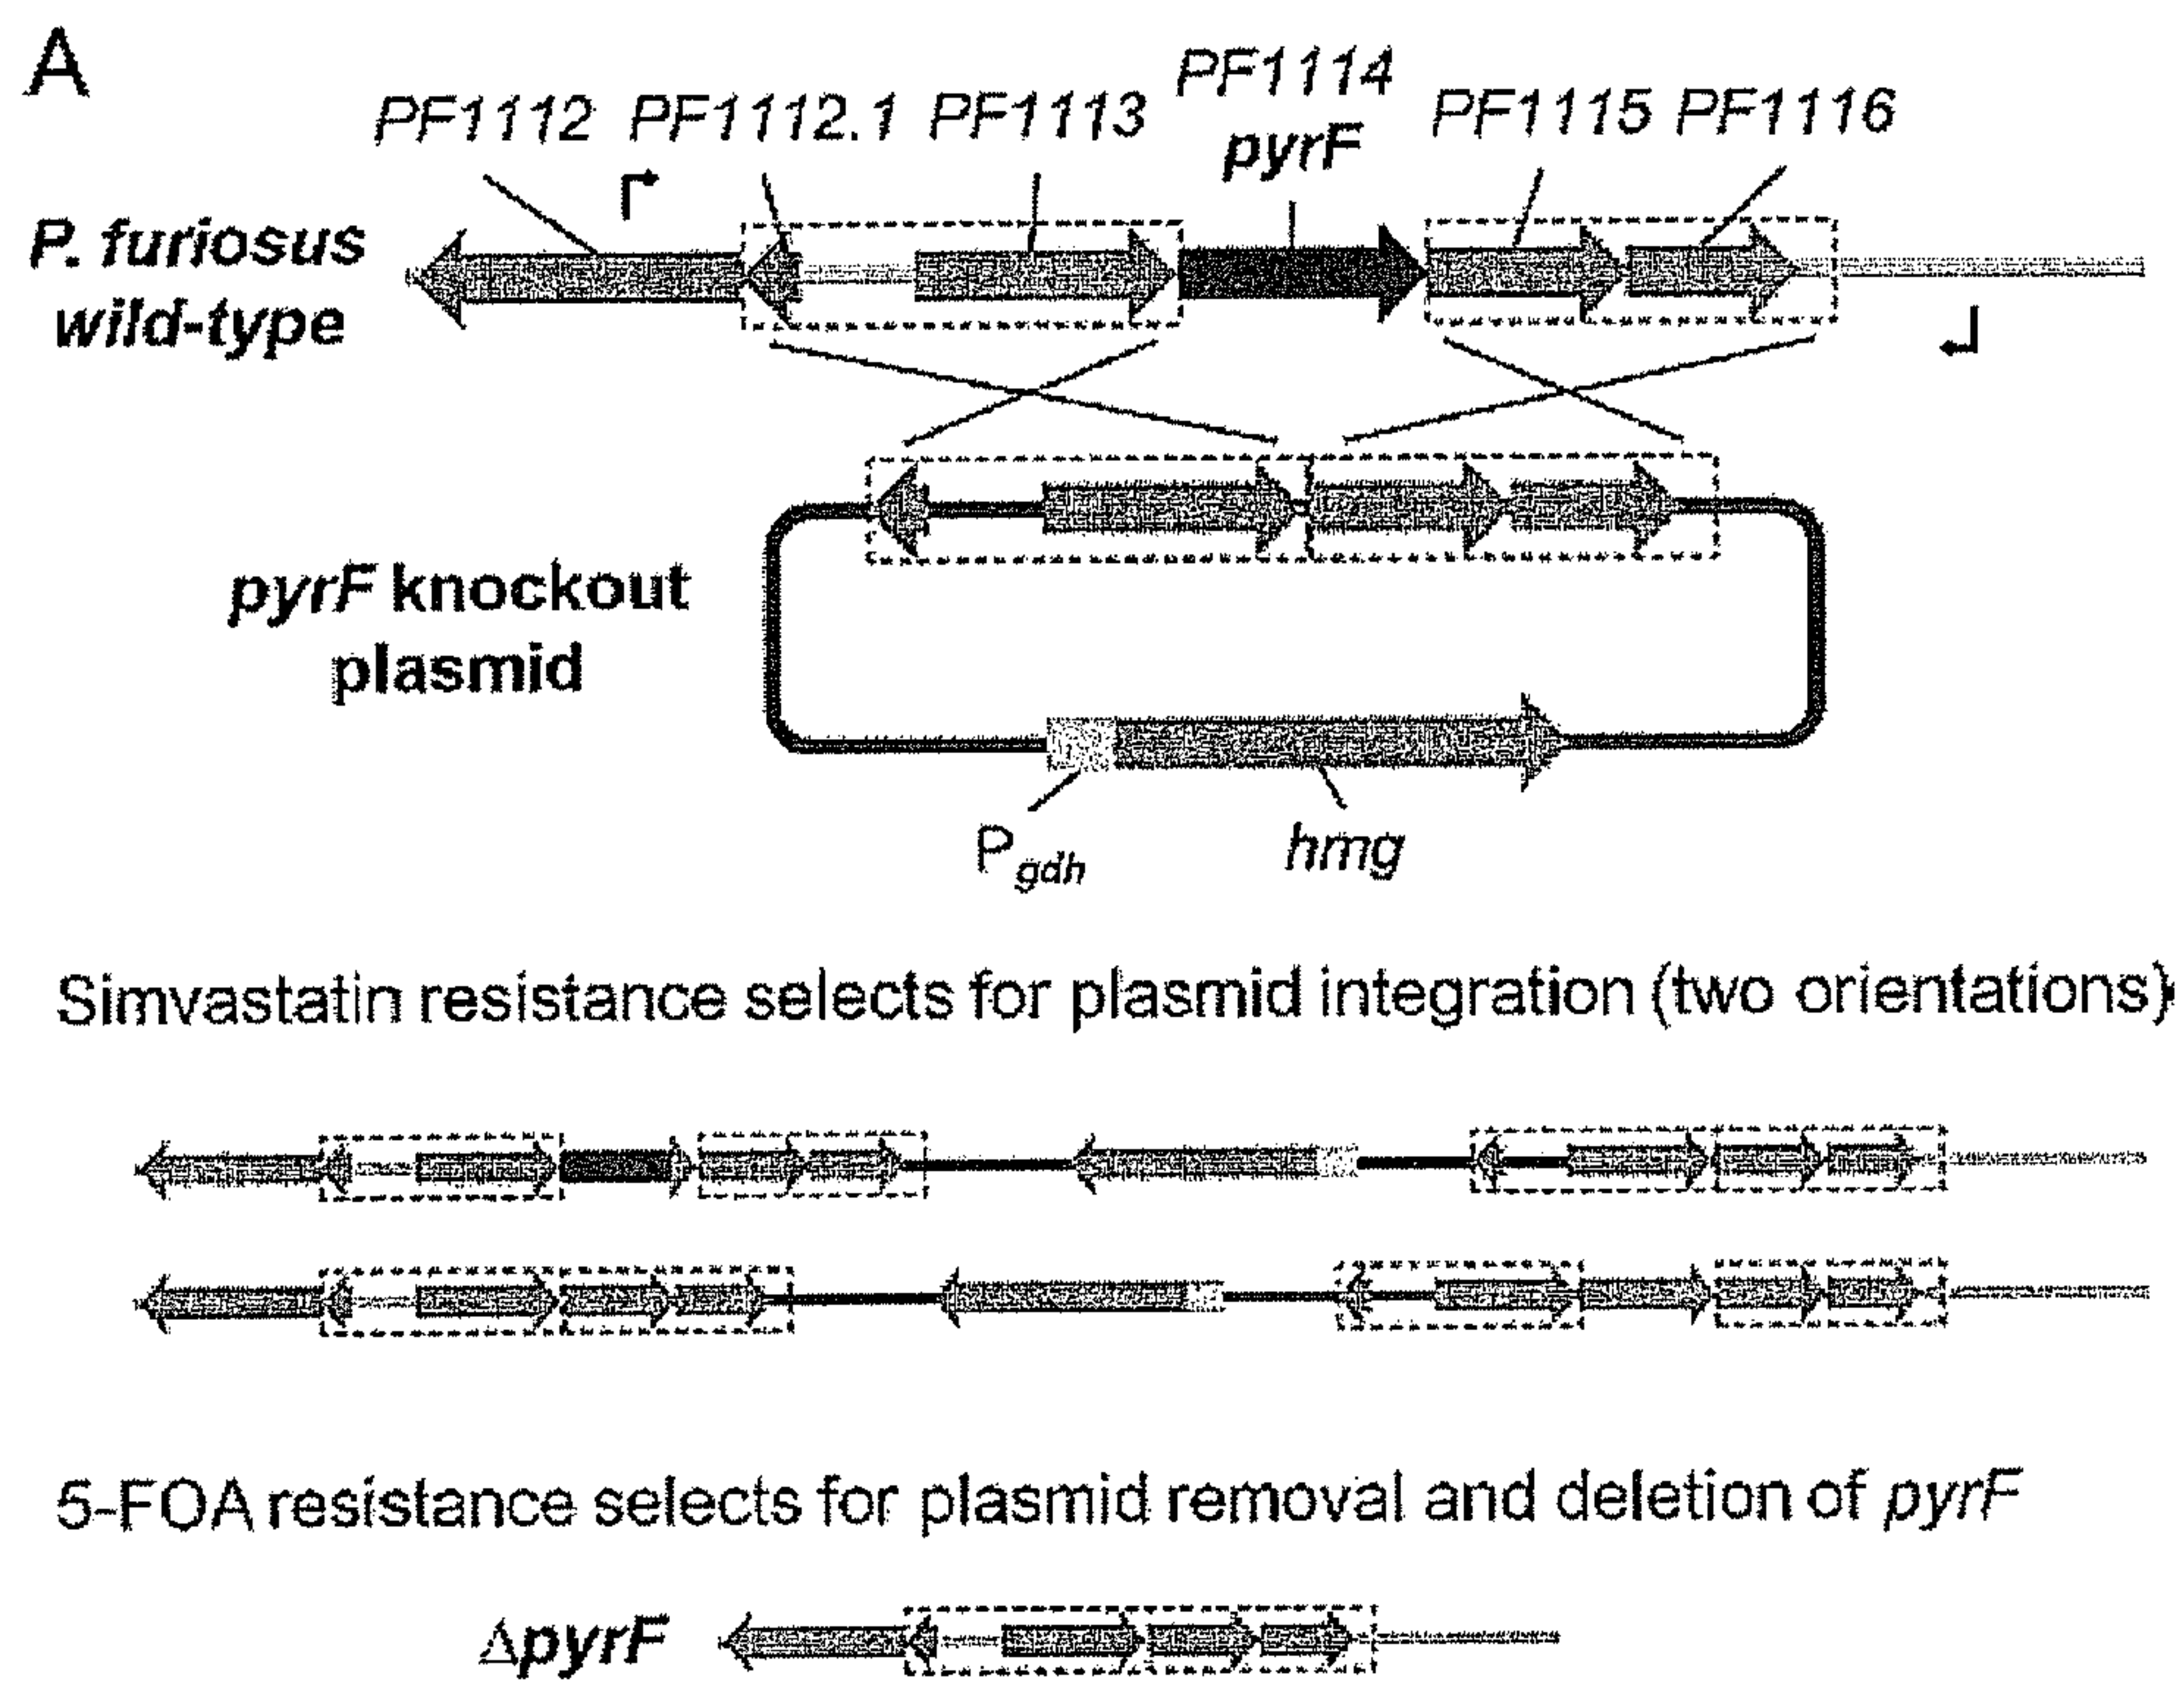 A
PF1112 PF1112.1 PF1113 PF1114 PF1115 PF1116
pyrF
P. furiosus
wild-type
pyrF knockout
plasmid
Pgdh hmg
Simvastatin resistance selects for plasmid integration (two orientations)
5-FOA resistance selects for plasmid removal and deletion of pyrF
ΔpyrF